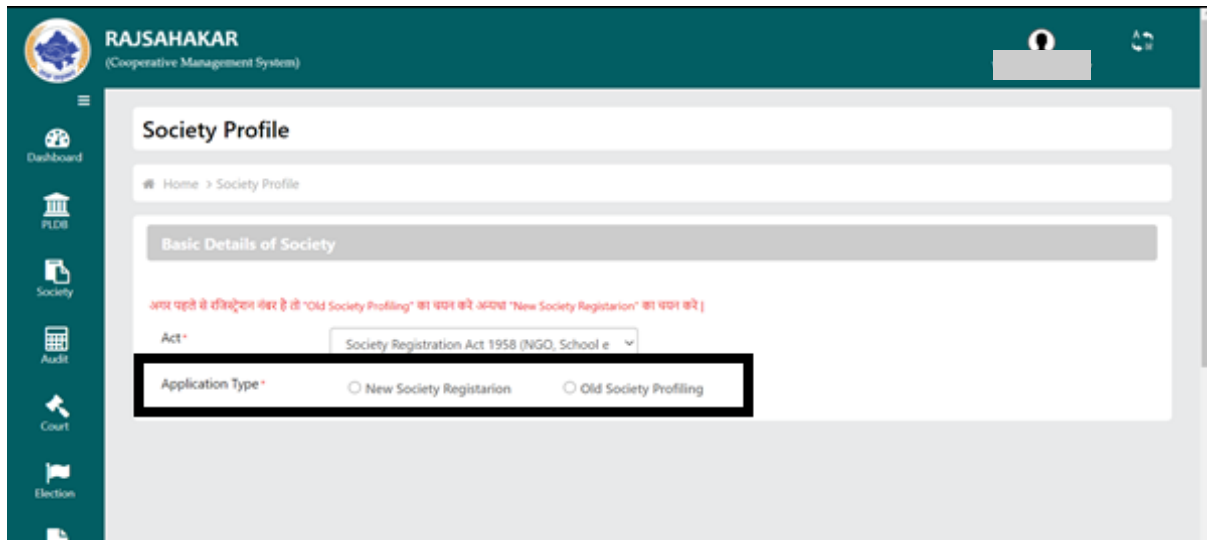 RAJSAHAKAR
(Cooperative Management System)
Dashboard
PLDB
Society
Audit
Court
Election
Society Profile
Home > Society Profile
Basic Details of Society
अगर पहले से रजिस्ट्रेशन नंबर है तो "Old Society Profiling" का चयन करे अन्यथा "New Society Registarion" का चयन करे |
Act*
Society Registration Act 1958 (NGO, School e
Application Type*
New Society Registarion
Old Society Profiling